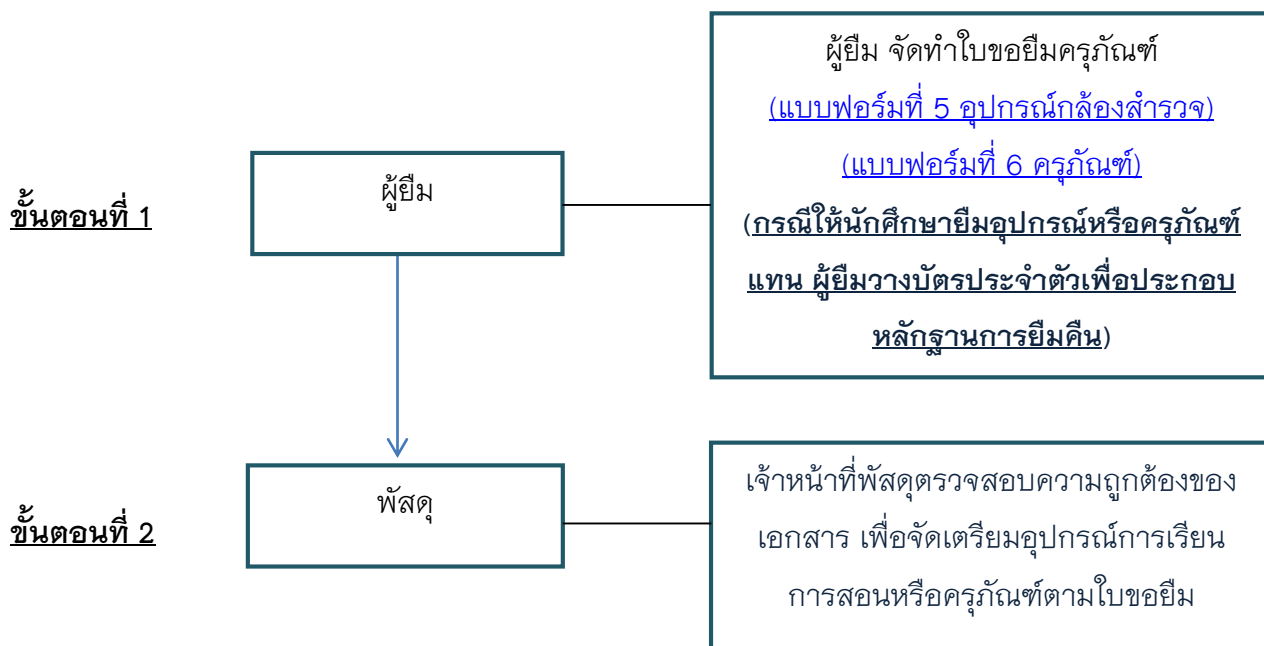 ขั้นตอนที่ 1
ผู้ยืม
ผู้ยืม จัดทำใบขอยืมครุภัณฑ์
(แบบฟอร์มที่ 5 อุปกรณ์กล้องสำรวจ)
(แบบฟอร์มที่ 6 ครุภัณฑ์)
(กรณีให้นักศึกษายืมอุปกรณ์หรือครุภัณฑ์
แทน ผู้ยืมวางบัตรประจำตัวเพื่อประกอบ
หลักฐานการยืมคืน)
ขั้นตอนที่ 2
พัสดุ
เจ้าหน้าที่พัสดุตรวจสอบความถูกต้องของ
เอกสาร เพื่อจัดเตรียมอุปกรณ์การเรียน
การสอนหรือครุภัณฑ์ตามใบขอยืม